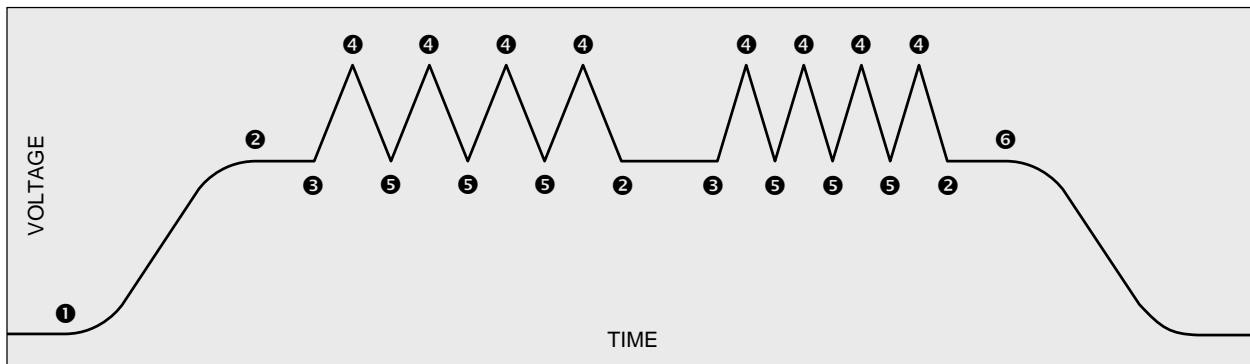 ❹ ❹ ❹ ❹ ❹ ❹ ❹ ❹
❷ ❻
❸ ❺ ❺ ❺ ❷ ❸ ❺ ❺ ❺ ❷
VOLTAGE
❶
TIME